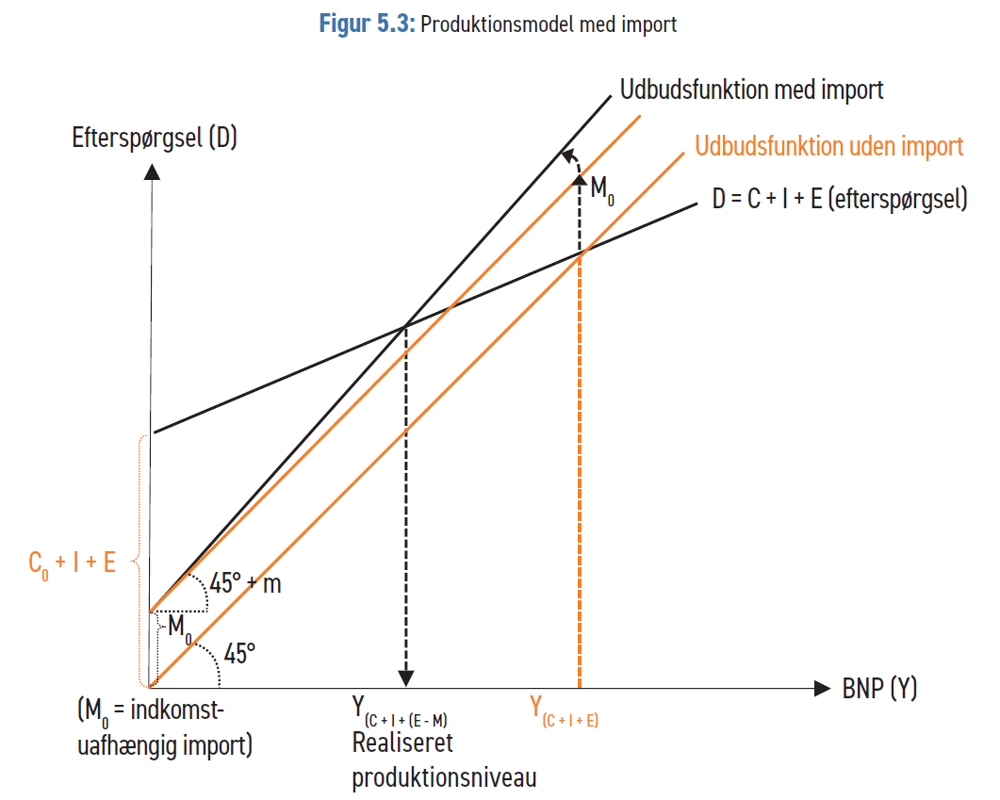 Figur 5.3: Produktionsmodel med import
Udbudsfunktion med import
Efterspørgsel (D)
Udbudsfunktion uden import
M₀
D = C + I + E (efterspørgsel)
C₀ + I + E
45° + m
M₀
45°
BNP (Y)
(M₀ = indkomst-
uafhængig import)
Y(C + I + (E - M)
Realiseret
produktionsniveau
Y(C + I + E)